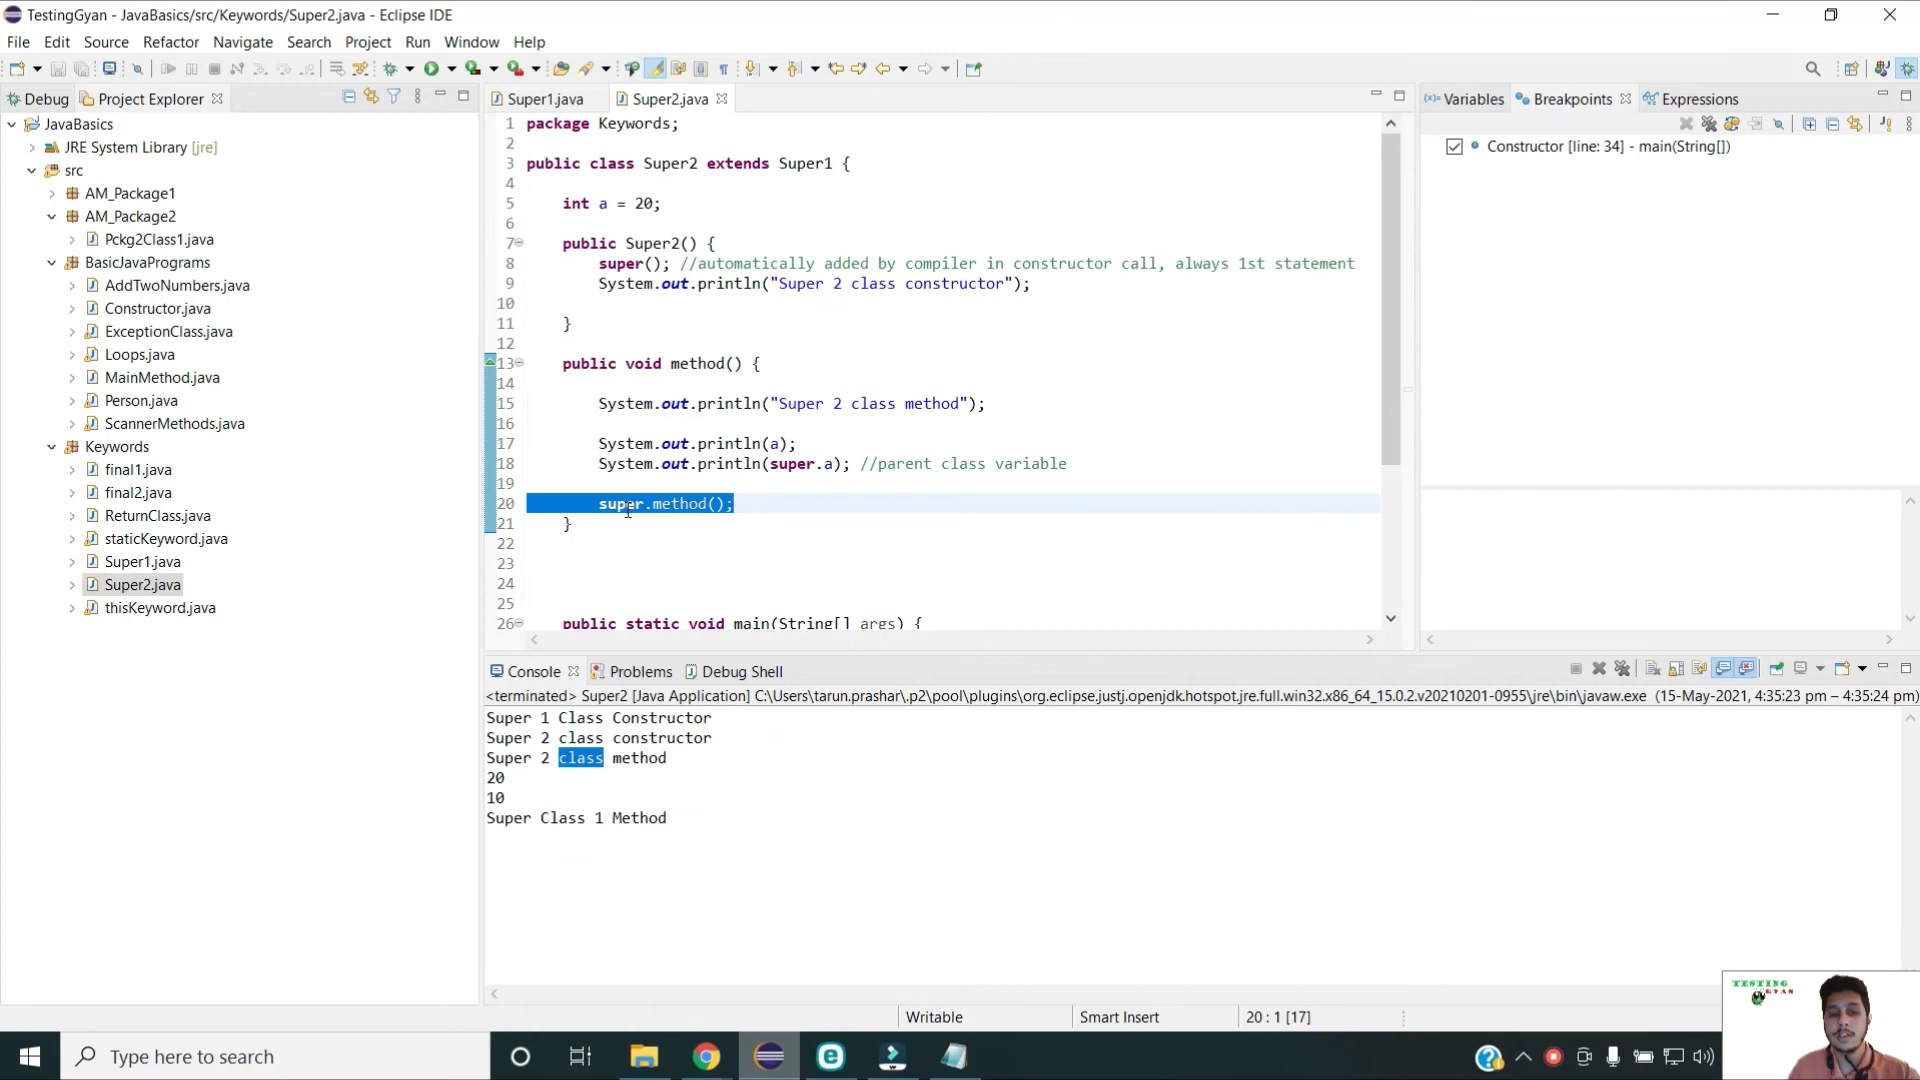 TestingGyan - JavaBasics/src/Keywords/Super2.java - Eclipse IDE
File Edit Source Refactor Navigate Search Project Run Window Help
Debug Project Explorer
JavaBasics
JRE System Library [jre]
src
AM_Package1
AM_Package2
Pckg2Class1.java
BasicJavaPrograms
AddTwoNumbers.java
Constructor.java
ExceptionClass.java
Loops.java
MainMethod.java
Person.java
ScannerMethods.java
Keywords
final1.java
final2.java
ReturnClass.java
staticKeyword.java
Super1.java
Super2.java
thisKeyword.java
Super1.java Super2.java
1 package Keywords;
2
3 public class Super2 extends Super1 {
4
5 int a = 20;
6
7 public Super2() {
8 super(); //automatically added by compiler in constructor call, always 1st statement
9 System.out.println("Super 2 class constructor");
10
11 }
12
13 public void method() {
14
15 System.out.println("Super 2 class method");
16
17 System.out.println(a);
18 System.out.println(super.a); //parent class variable
19
20 super.method();
21 }
22
23
24
25
26 public static void main(String[] args) {
Variables Breakpoints Expressions
Constructor [line: 34] - main(String[])
Console Problems Debug Shell
<terminated> Super2 [Java Application] C:\Users\tarun.prashar\.p2\pool\plugins\org.eclipse.justj.openjdk.hotspot.jre.full.win32.x86_64_15.0.2.v20210201-0955\jre\bin\javaw.exe (15-May-2021, 4:35:23 pm – 4:35:24 pm)
Super 1 Class Constructor
Super 2 class constructor
Super 2 class method
20
10
Super Class 1 Method
Writable Smart Insert 20 : 1 [17]
TESTING
GYAN
Type here to search